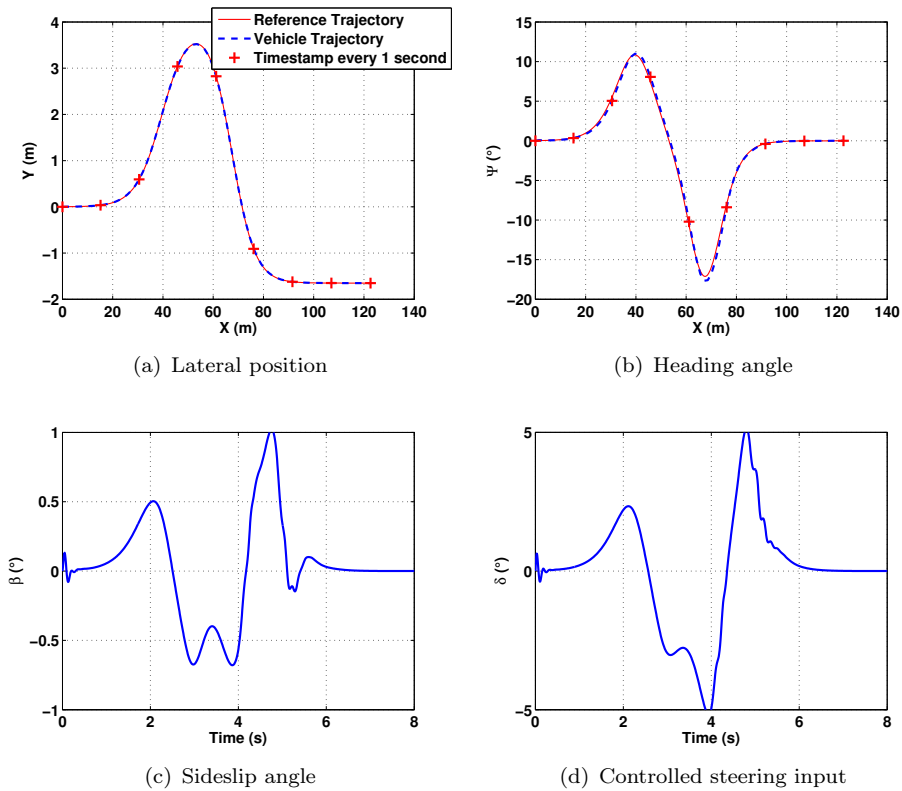 Reference Trajectory
Vehicle Trajectory
Timestamp every 1 second
4
3
2
1
0
−1
−2
Y (m)
0 20 40 60 80 100 120 140
X (m)
(a) Lateral position
15
10
5
0
−5
−10
−15
−20
Ψ (°)
0 20 40 60 80 100 120 140
X (m)
(b) Heading angle
1
0.5
0
−0.5
−1
β (°)
0 2 4 6 8
Time (s)
(c) Sideslip angle
5
0
−5
δ (°)
0 2 4 6 8
Time (s)
(d) Controlled steering input